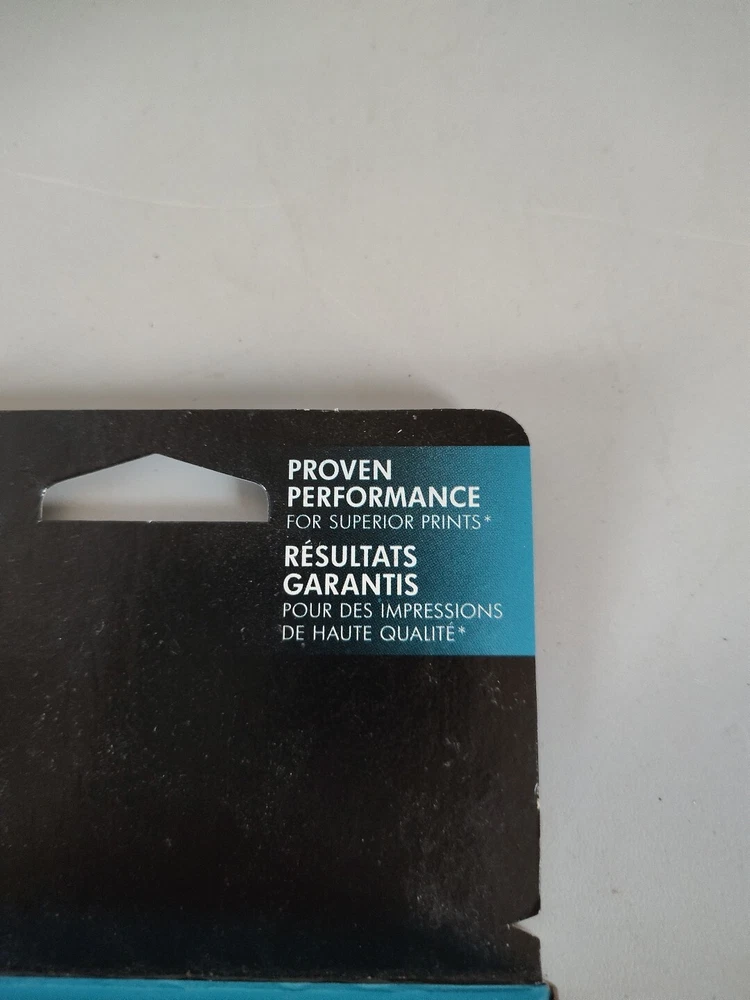 PROVEN
PERFORMANCE
FOR SUPERIOR PRINTS*
RÉSULTATS
GARANTIS
POUR DES IMPRESSIONS
DE HAUTE QUALITÉ*